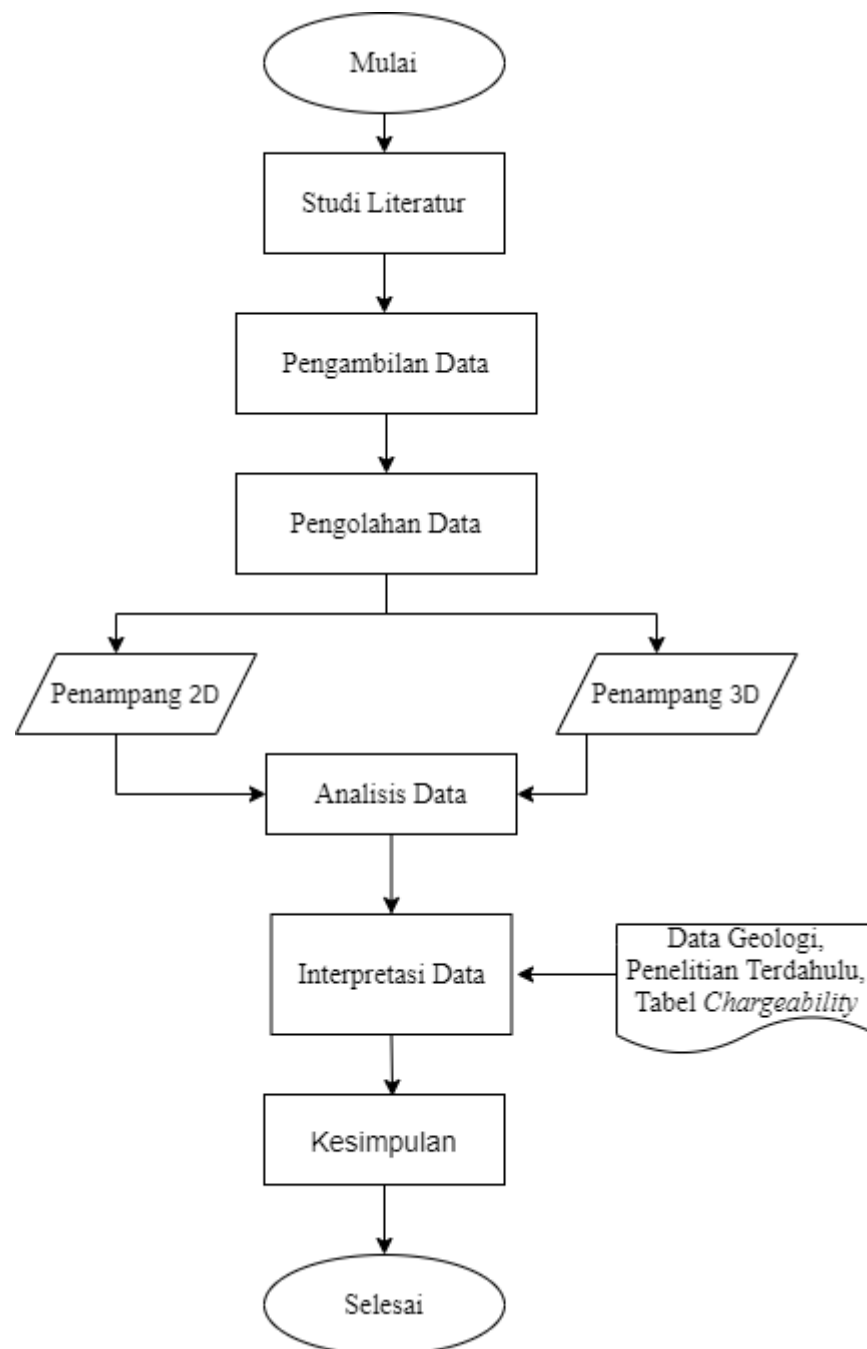 Mulai
Studi Literatur
Pengambilan Data
Pengolahan Data
Penampang 2D
Penampang 3D
Analisis Data
Interpretasi Data
Data Geologi,
Penelitian Terdahulu,
Tabel Chargeability
Kesimpulan
Selesai